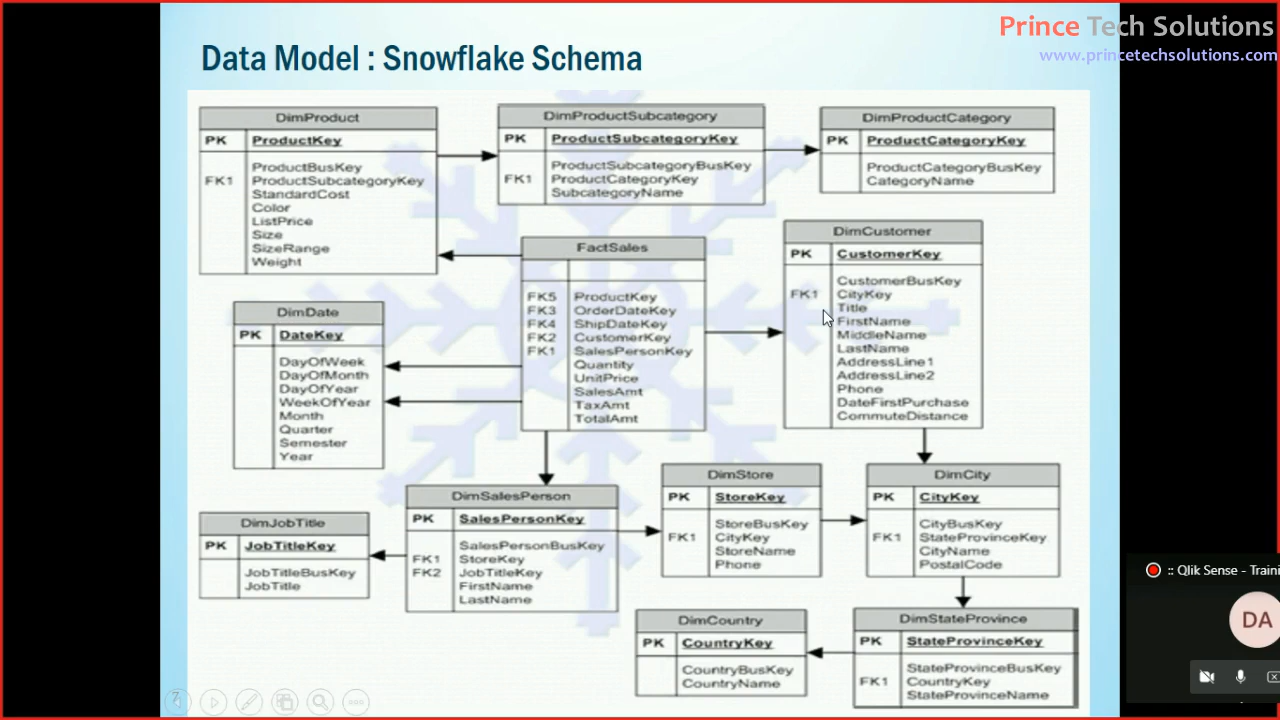 Prince Tech Solutions
www.princetechsolutions.com
Data Model : Snowflake Schema
DimProduct
PK ProductKey
ProductBusKey
FK1 ProductSubcategoryKey
StandardCost
Color
ListPrice
Size
SizeRange
Weight
DimProductSubcategory
PK ProductSubcategoryKey
ProductSubcategoryBusKey
FK1 ProductCategoryKey
SubcategoryName
DimProductCategory
PK ProductCategoryKey
ProductCategoryBusKey
CategoryName
FactSales
FK5 ProductKey
FK3 OrderDateKey
FK4 ShipDateKey
FK2 CustomerKey
FK1 SalesPersonKey
Quantity
UnitPrice
SalesAmt
TaxAmt
TotalAmt
DimCustomer
PK CustomerKey
CustomerBusKey
FK1 CityKey
Title
FirstName
MiddleName
LastName
AddressLine1
AddressLine2
Phone
DateFirstPurchase
CommuteDistance
DimDate
PK DateKey
DayOfWeek
DayOfMonth
DayOfYear
WeekOfYear
Month
Quarter
Semester
Year
DimJobTitle
PK JobTitleKey
JobTitleBusKey
JobTitle
DimSalesPerson
PK SalesPersonKey
SalesPersonBusKey
FK1 StoreKey
FK2 JobTitleKey
FirstName
LastName
DimStore
PK StoreKey
StoreBusKey
FK1 CityKey
StoreName
Phone
DimCity
PK CityKey
CityBusKey
FK1 StateProvinceKey
CityName
PostalCode
DimCountry
PK CountryKey
CountryBusKey
CountryName
DimStateProvince
PK StateProvinceKey
StateProvinceBusKey
FK1 CountryKey
StateProvinceName
:: Qlik Sense - Traini
DA
7